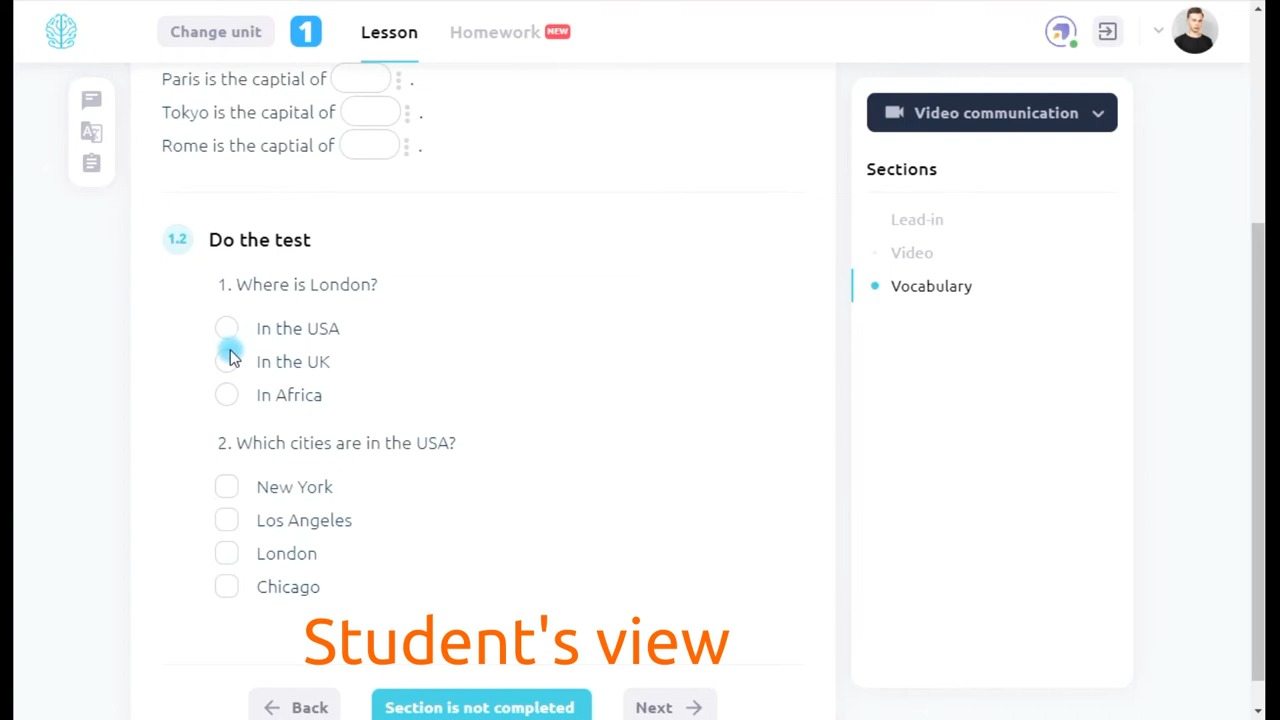 Change unit 1 Lesson Homework NEW
Paris is the captial of .
Tokyo is the capital of .
Rome is the captial of .
1.2 Do the test
1. Where is London?
In the USA
In the UK
In Africa
2. Which cities are in the USA?
New York
Los Angeles
London
Chicago
Student's view
Back Section is not completed Next
Video communication
Sections
Lead-in
Video
Vocabulary